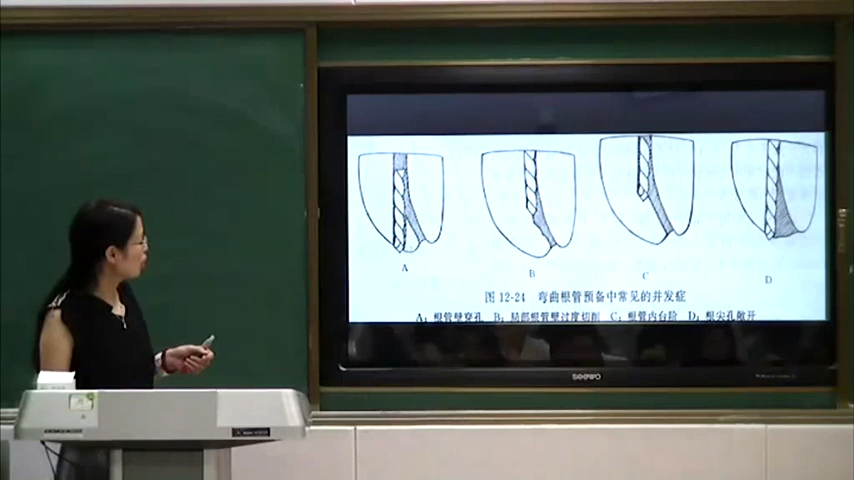 A
B
C
D
图 12-24 弯曲根管预备中常见的并发症
A：根管壁穿孔 B：局部根管壁过度切削 C：根管内台阶 D：根尖孔敞开
seewo